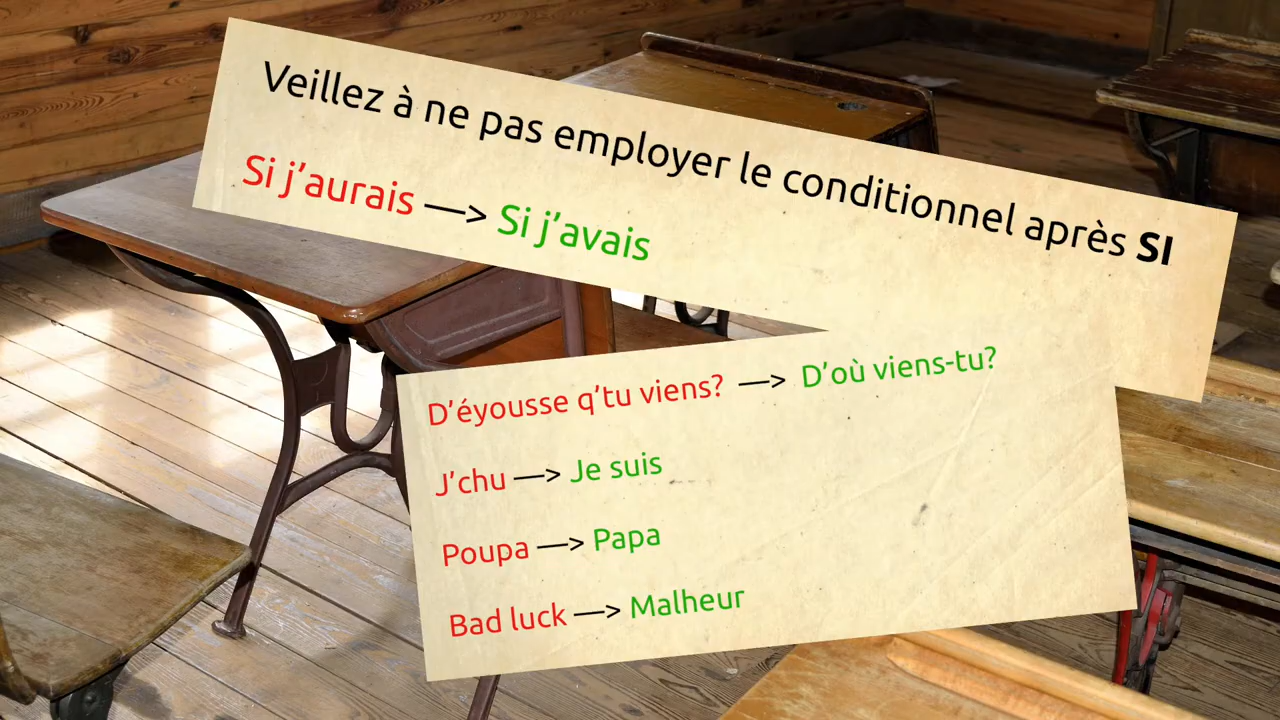 Veillez à ne pas employer le conditionnel après SI
Si j’aurais —> Si j’avais
D’éyousse q’tu viens? —> D’où viens-tu?
J’chu —> Je suis
Poupa —> Papa
Bad luck —> Malheur